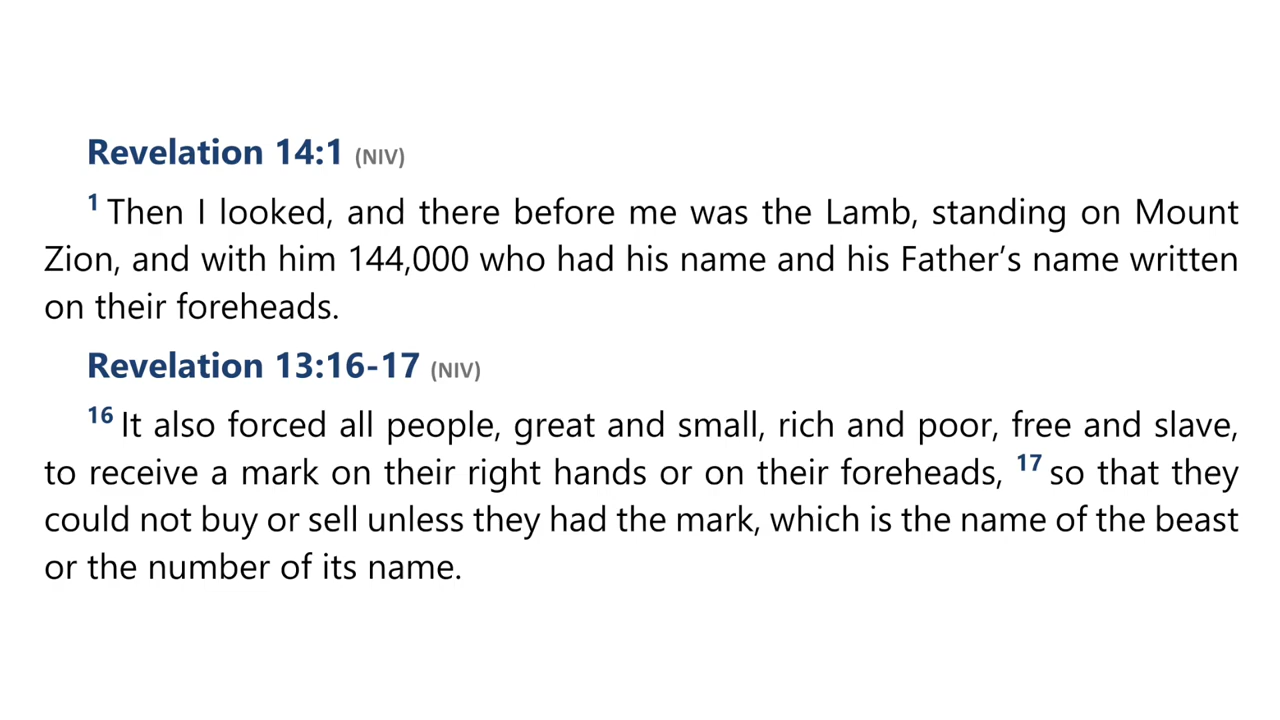 Revelation 14:1 (NIV)
1 Then I looked, and there before me was the Lamb, standing on Mount
Zion, and with him 144,000 who had his name and his Father’s name written
on their foreheads.
Revelation 13:16-17 (NIV)
16 It also forced all people, great and small, rich and poor, free and slave,
to receive a mark on their right hands or on their foreheads, 17 so that they
could not buy or sell unless they had the mark, which is the name of the beast
or the number of its name.